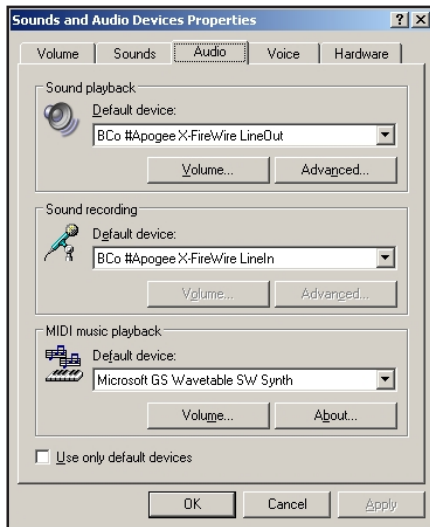 Sounds and Audio Devices Properties
Volume Sounds Audio Voice Hardware
Sound playback
Default device:
BCo #Apogee X-FireWire LineOut
Volume... Advanced...
Sound recording
Default device:
BCo #Apogee X-FireWire LineIn
Volume... Advanced...
MIDI music playback
Default device:
Microsoft GS Wavetable SW Synth
Volume... About...
Use only default devices
OK Cancel Apply